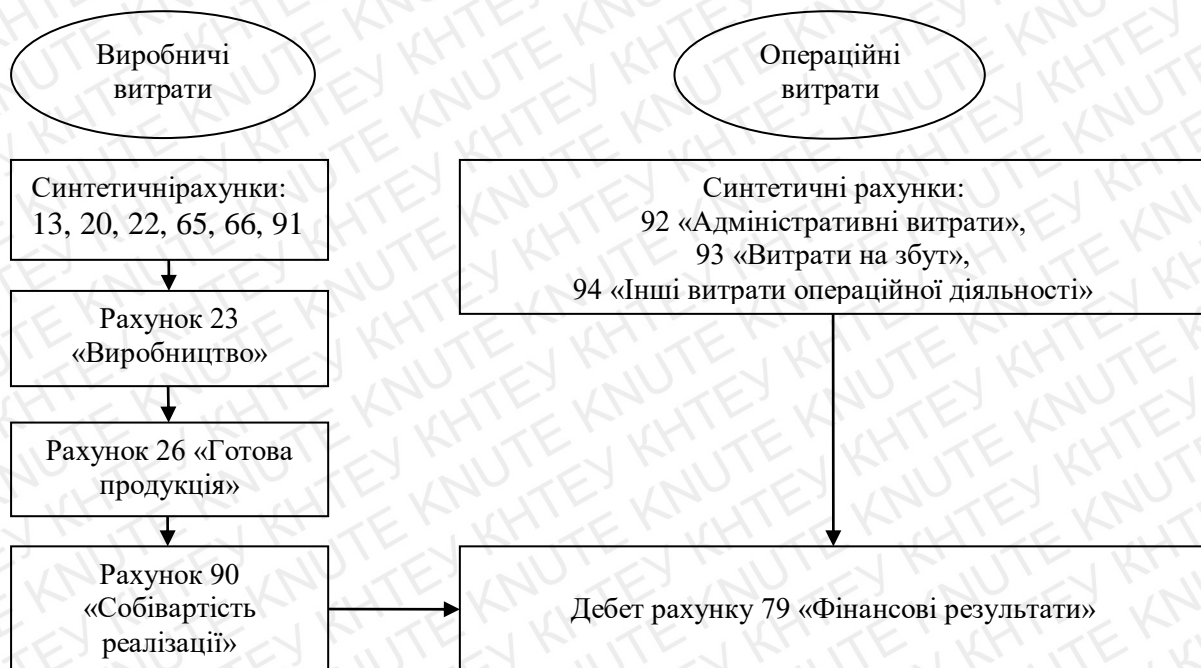 Виробничі
витрати
Операційні
витрати
Синтетичнірахунки:
13, 20, 22, 65, 66, 91
Синтетичні рахунки:
92 «Адміністративні витрати»,
93 «Витрати на збут»,
94 «Інші витрати операційної діяльності»
Рахунок 23
«Виробництво»
Рахунок 26 «Готова
продукція»
Рахунок 90
«Собівартість
реалізації»
Дебет рахунку 79 «Фінансові результати»